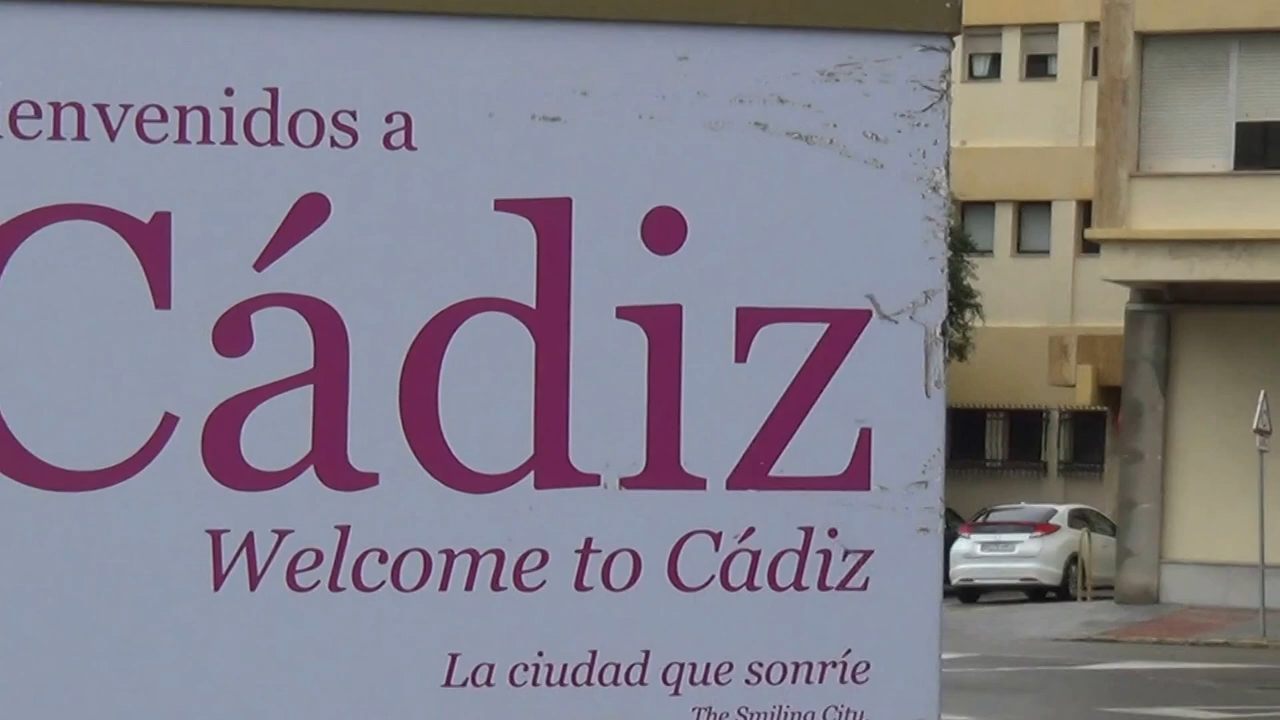 ienvenidos a
Cádiz
Welcome to Cádiz
La ciudad que sonríe
The Smiling City.